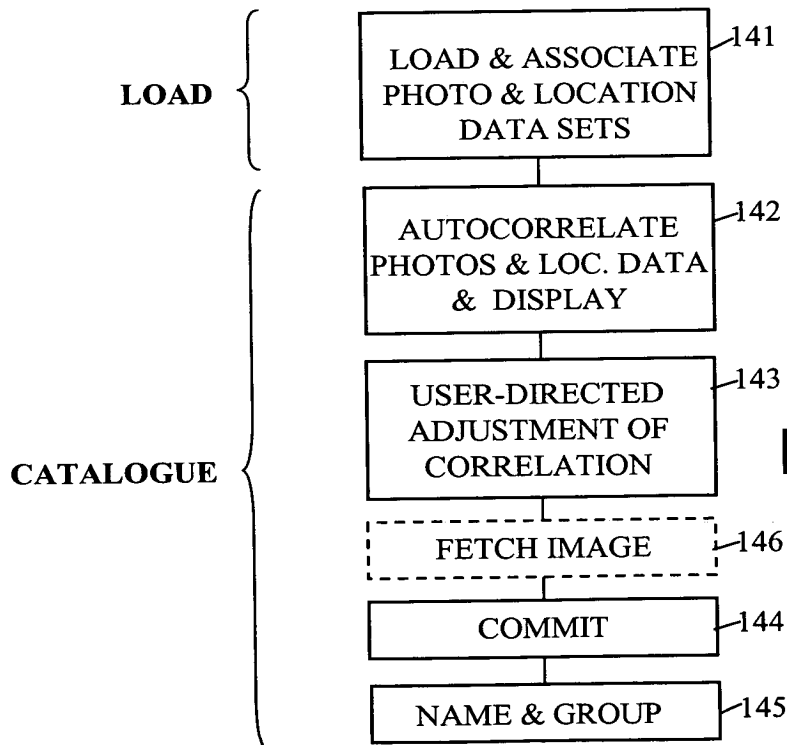 141
LOAD & ASSOCIATE
PHOTO & LOCATION
DATA SETS
LOAD
142
AUTOCORRELATE
PHOTOS & LOC. DATA
& DISPLAY
143
USER-DIRECTED
ADJUSTMENT OF
CORRELATION
CATALOGUE
FETCH IMAGE
146
COMMIT
144
NAME & GROUP
145